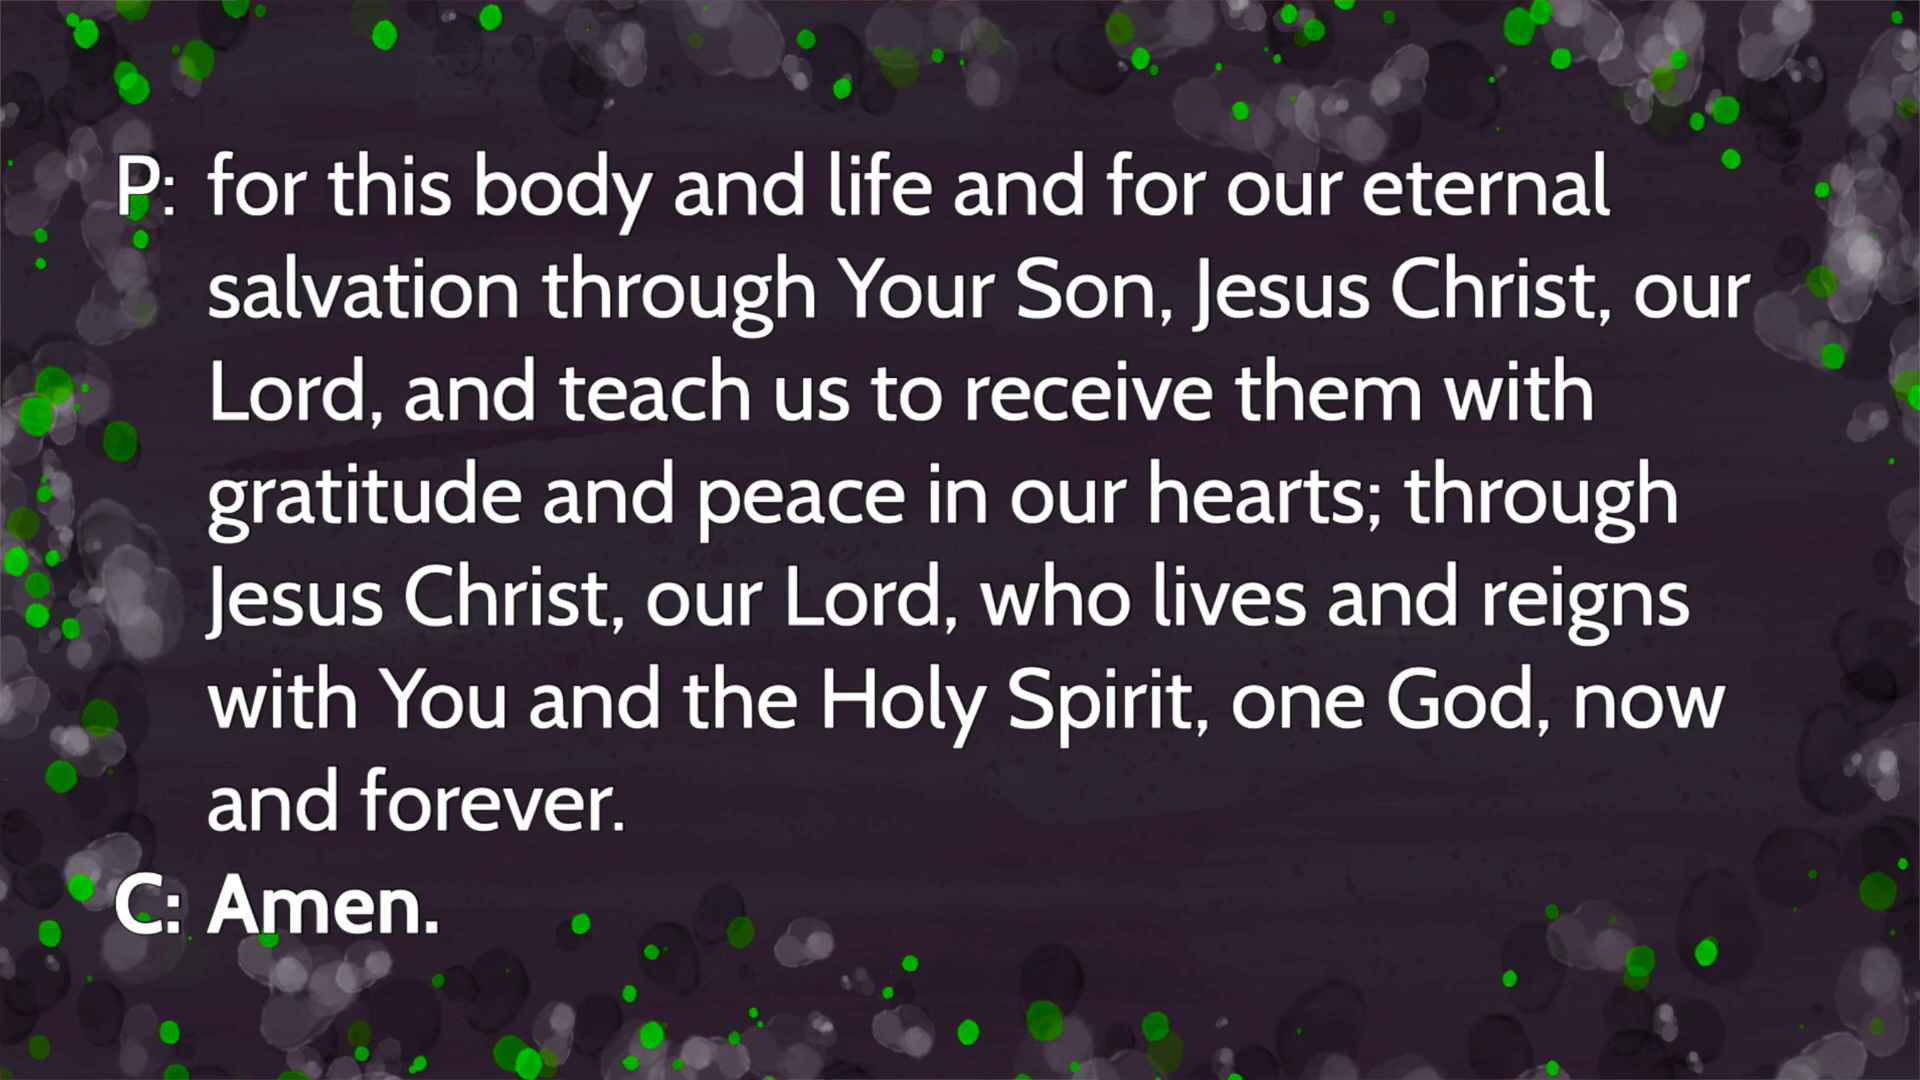 P: for this body and life and for our eternal
salvation through Your Son, Jesus Christ, our
Lord, and teach us to receive them with
gratitude and peace in our hearts; through
Jesus Christ, our Lord, who lives and reigns
with You and the Holy Spirit, one God, now
and forever.
C: Amen.